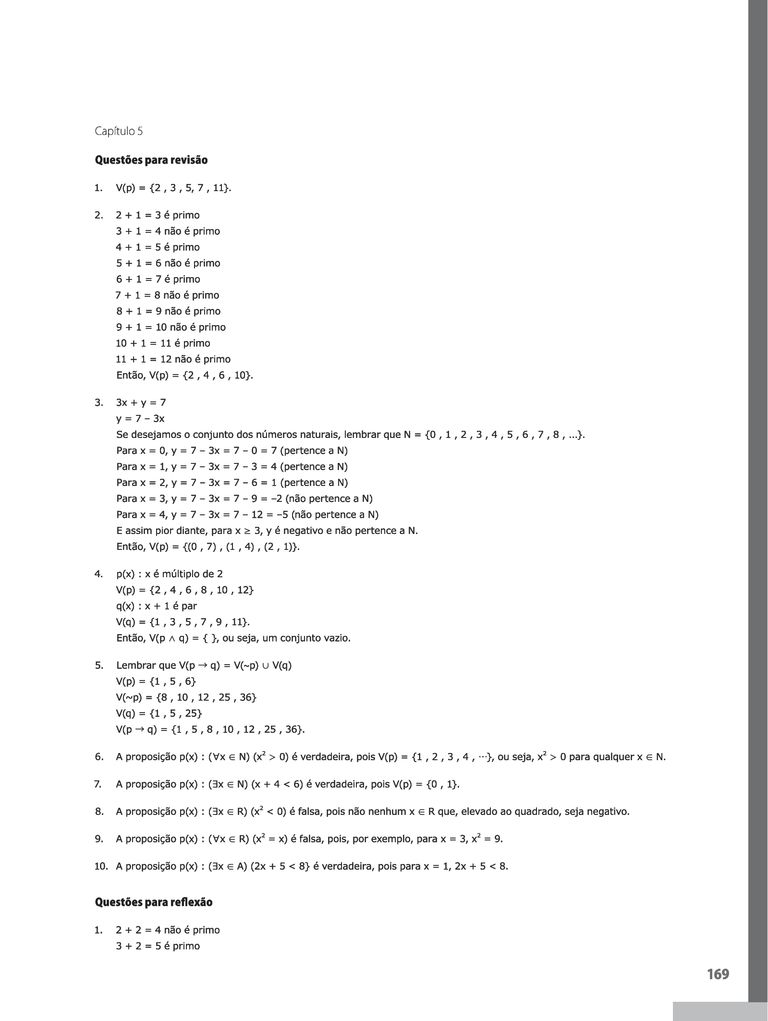 Capítulo 5
Questões para revisão
1. V(p) = {2 , 3 , 5, 7 , 11}.
2. 2 + 1 = 3 é primo
3 + 1 = 4 não é primo
4 + 1 = 5 é primo
5 + 1 = 6 não é primo
6 + 1 = 7 é primo
7 + 1 = 8 não é primo
8 + 1 = 9 não é primo
9 + 1 = 10 não é primo
10 + 1 = 11 é primo
11 + 1 = 12 não é primo
Então, V(p) = {2 , 4 , 6 , 10}.
3. 3x + y = 7
y = 7 – 3x
Se desejamos o conjunto dos números naturais, lembrar que N = {0 , 1 , 2 , 3 , 4 , 5 , 6 , 7 , 8 , ...}.
Para x = 0, y = 7 – 3x = 7 – 0 = 7 (pertence a N)
Para x = 1, y = 7 – 3x = 7 – 3 = 4 (pertence a N)
Para x = 2, y = 7 – 3x = 7 – 6 = 1 (pertence a N)
Para x = 3, y = 7 – 3x = 7 – 9 = –2 (não pertence a N)
Para x = 4, y = 7 – 3x = 7 – 12 = –5 (não pertence a N)
E assim pior diante, para x ≥ 3, y é negativo e não pertence a N.
Então, V(p) = {(0 , 7) , (1 , 4) , (2 , 1)}.
4. p(x) : x é múltiplo de 2
V(p) = {2 , 4 , 6 , 8 , 10 , 12}
q(x) : x + 1 é par
V(q) = {1 , 3 , 5 , 7 , 9 , 11}.
Então, V(p ∧ q) = { }, ou seja, um conjunto vazio.
5. Lembrar que V(p → q) = V(~p) ∪ V(q)
V(p) = {1 , 5 , 6}
V(~p) = {8 , 10 , 12 , 25 , 36}
V(q) = {1 , 5 , 25}
V(p → q) = {1 , 5 , 8 , 10 , 12 , 25 , 36}.
6. A proposição p(x) : (∀x ∈ N) (x² > 0) é verdadeira, pois V(p) = {1 , 2 , 3 , 4 , ···}, ou seja, x² > 0 para qualquer x ∈ N.
7. A proposição p(x) : (∃x ∈ N) (x + 4 < 6) é verdadeira, pois V(p) = {0 , 1}.
8. A proposição p(x) : (∃x ∈ R) (x² < 0) é falsa, pois não nenhum x ∈ R que, elevado ao quadrado, seja negativo.
9. A proposição p(x) : (∀x ∈ R) (x² = x) é falsa, pois, por exemplo, para x = 3, x² = 9.
10. A proposição p(x) : (∃x ∈ A) (2x + 5 < 8} é verdadeira, pois para x = 1, 2x + 5 < 8.
Questões para reflexão
1. 2 + 2 = 4 não é primo
3 + 2 = 5 é primo
169